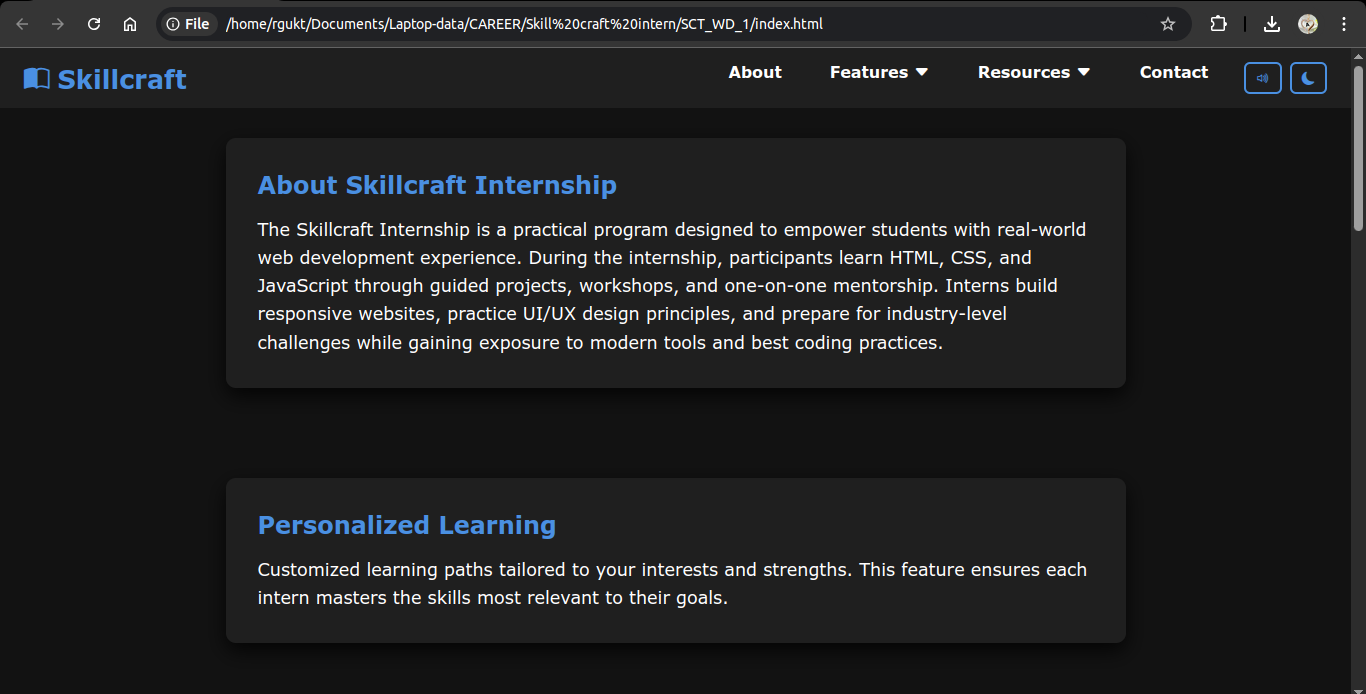 File /home/rgukt/Documents/Laptop-data/CAREER/Skill%20craft%20intern/SCT_WD_1/index.html
Skillcraft About Features Resources Contact
About Skillcraft Internship
The Skillcraft Internship is a practical program designed to empower students with real-world
web development experience. During the internship, participants learn HTML, CSS, and
JavaScript through guided projects, workshops, and one-on-one mentorship. Interns build
responsive websites, practice UI/UX design principles, and prepare for industry-level
challenges while gaining exposure to modern tools and best coding practices.
Personalized Learning
Customized learning paths tailored to your interests and strengths. This feature ensures each
intern masters the skills most relevant to their goals.